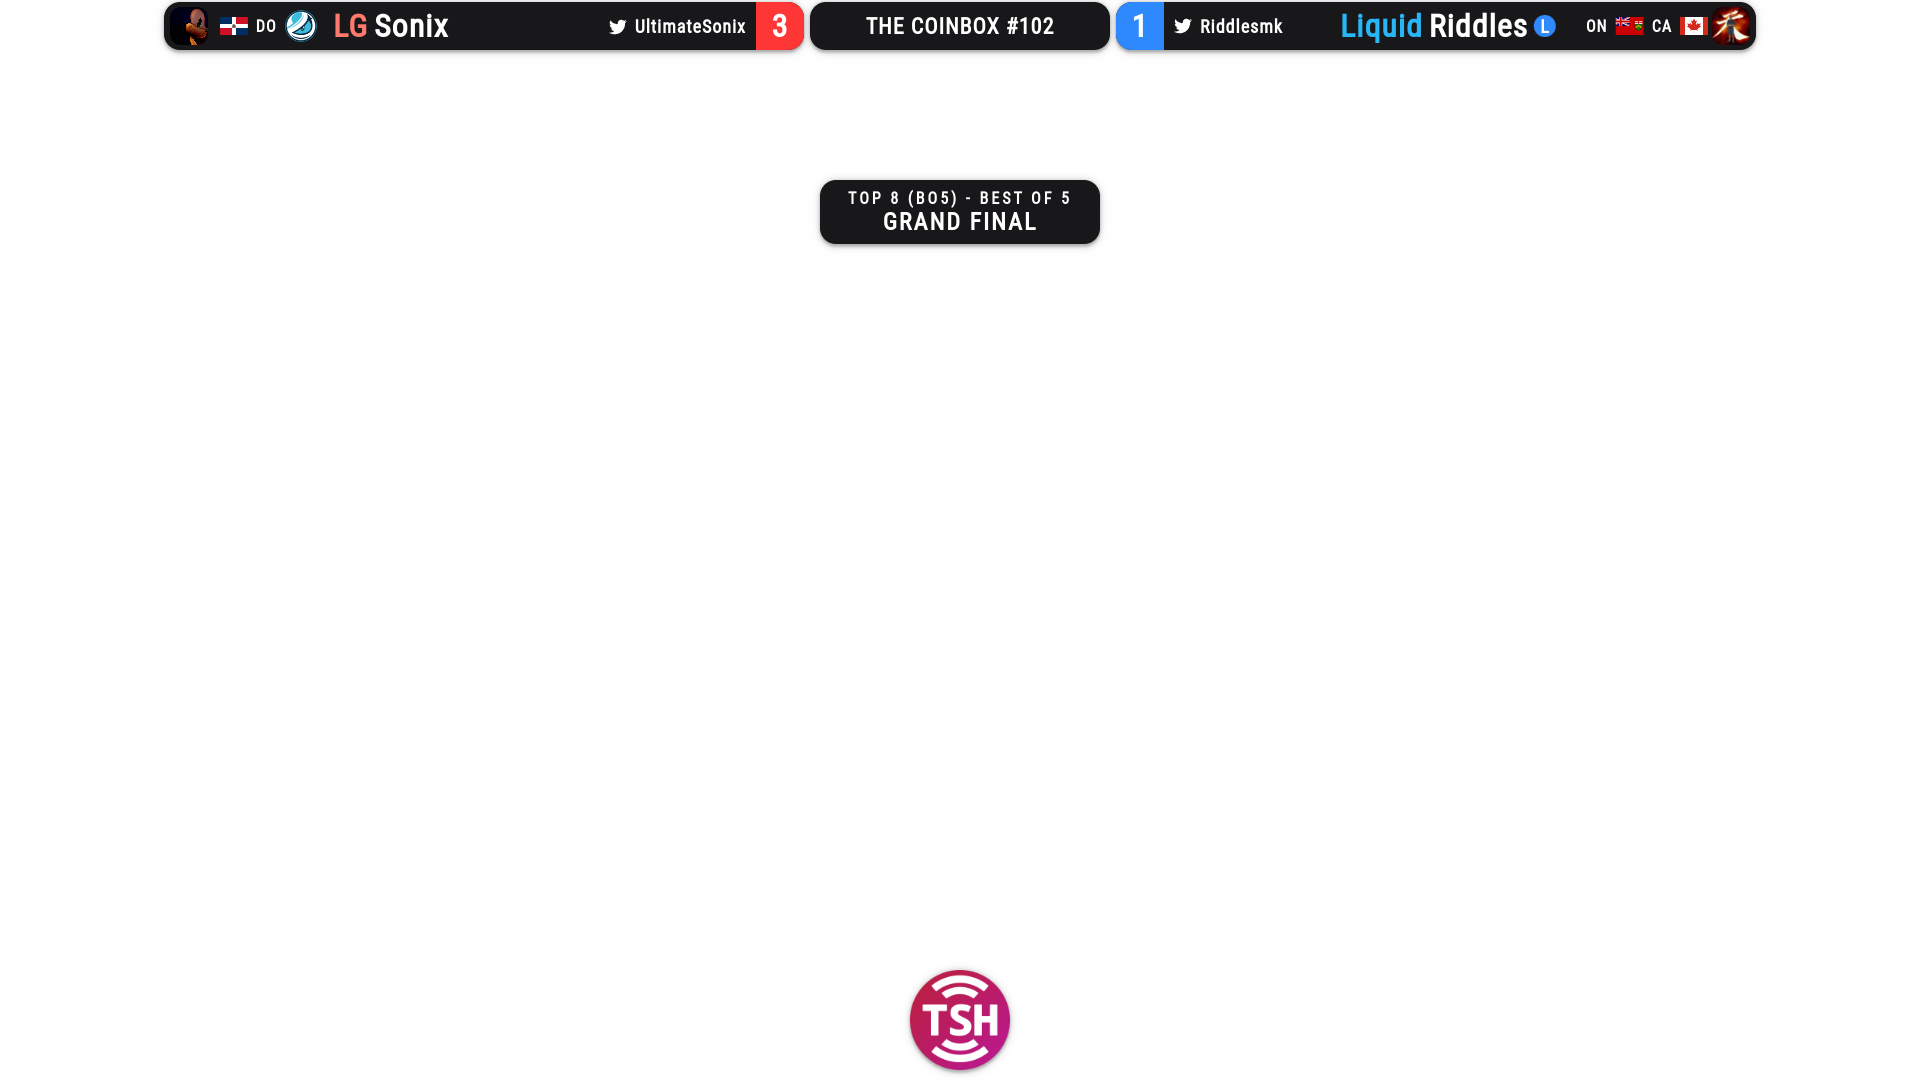 DO LG Sonix UltimateSonix 3 THE COINBOX #102 1 Riddlesmk Liquid Riddles L ON CA
TOP 8 (BO5) - BEST OF 5
GRAND FINAL
TSH